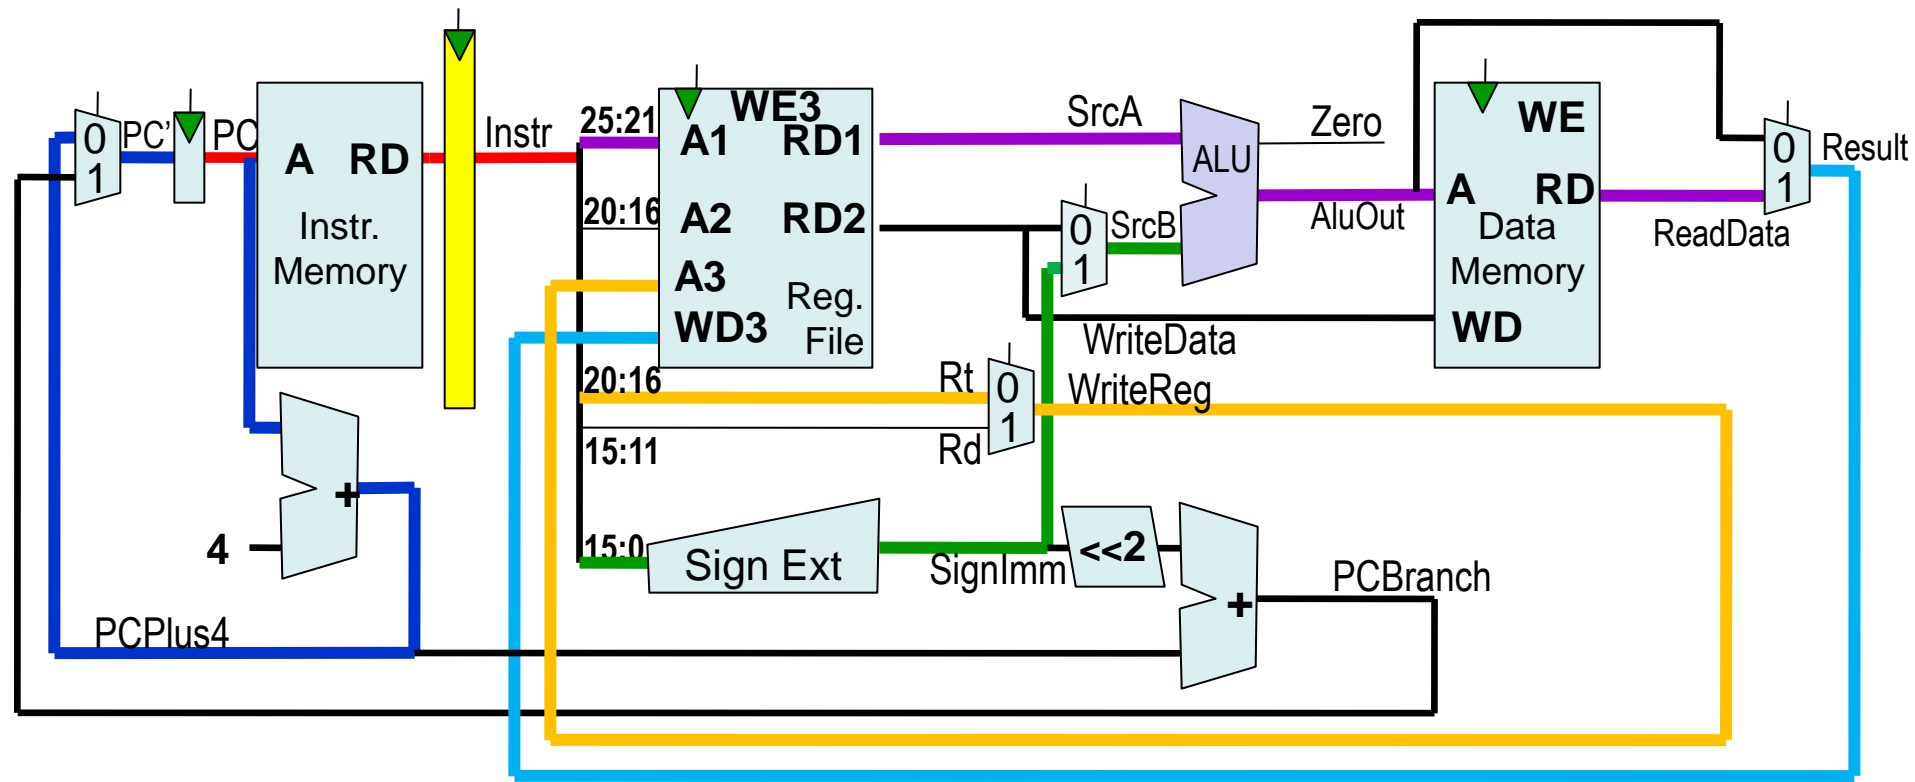 0
1
PC'
PC
A RD
Instr.
Memory
Instr
25:21
20:16
WE3
A1 RD1
A2 RD2
A3
WD3
Reg.
File
SrcA
0
1
SrcB
ALU
Zero
AluOut
WE
A RD
Data
Memory
WD
ReadData
0
1
Result
WriteData
WriteReg
20:16
Rt
0
1
15:11
Rd
+
4
15:0
Sign Ext
SignImm
<<2
+
PCBranch
PCPlus4